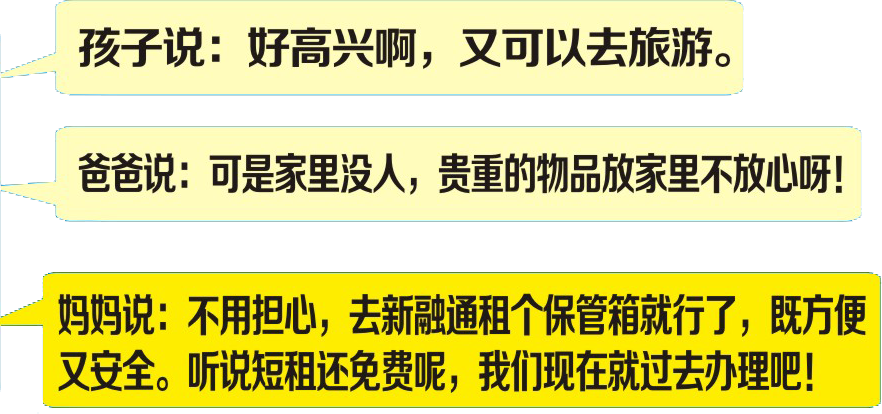 孩子说：好高兴啊，又可以去旅游。
爸爸说：可是家里没人，贵重的物品放家里不放心呀！
妈妈说：不用担心，去新融通租个保管箱就行了，既方便
又安全。听说短租还免费呢，我们现在就过去办理吧！